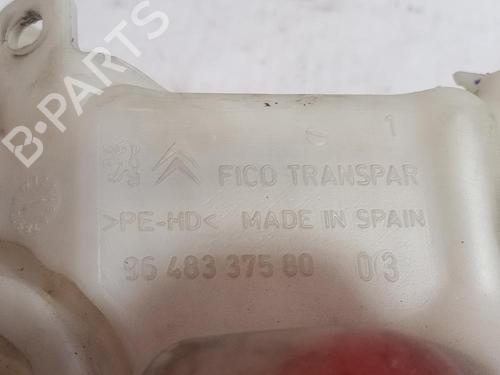 B-PARTS
1
FICO TRANSPAR
>PE-HD< MADE IN SPAIN
96 483 375 80 03